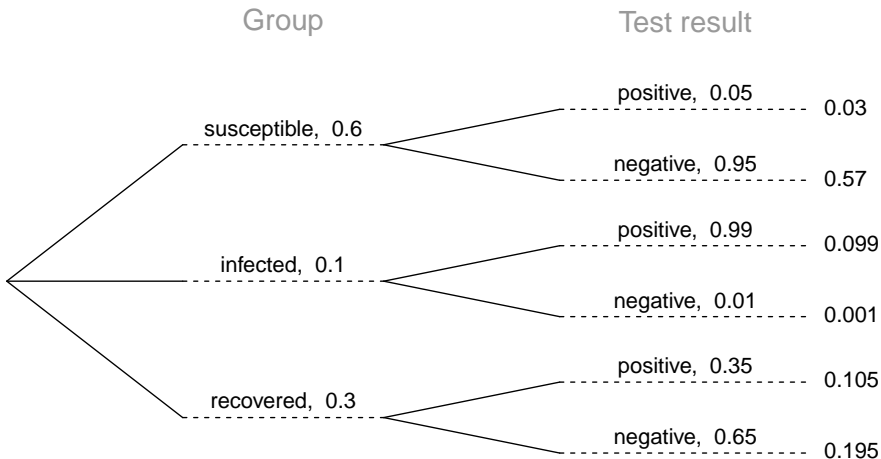 Group
Test result
susceptible, 0.6
positive, 0.05
0.03
negative, 0.95
0.57
infected, 0.1
positive, 0.99
0.099
negative, 0.01
0.001
recovered, 0.3
positive, 0.35
0.105
negative, 0.65
0.195